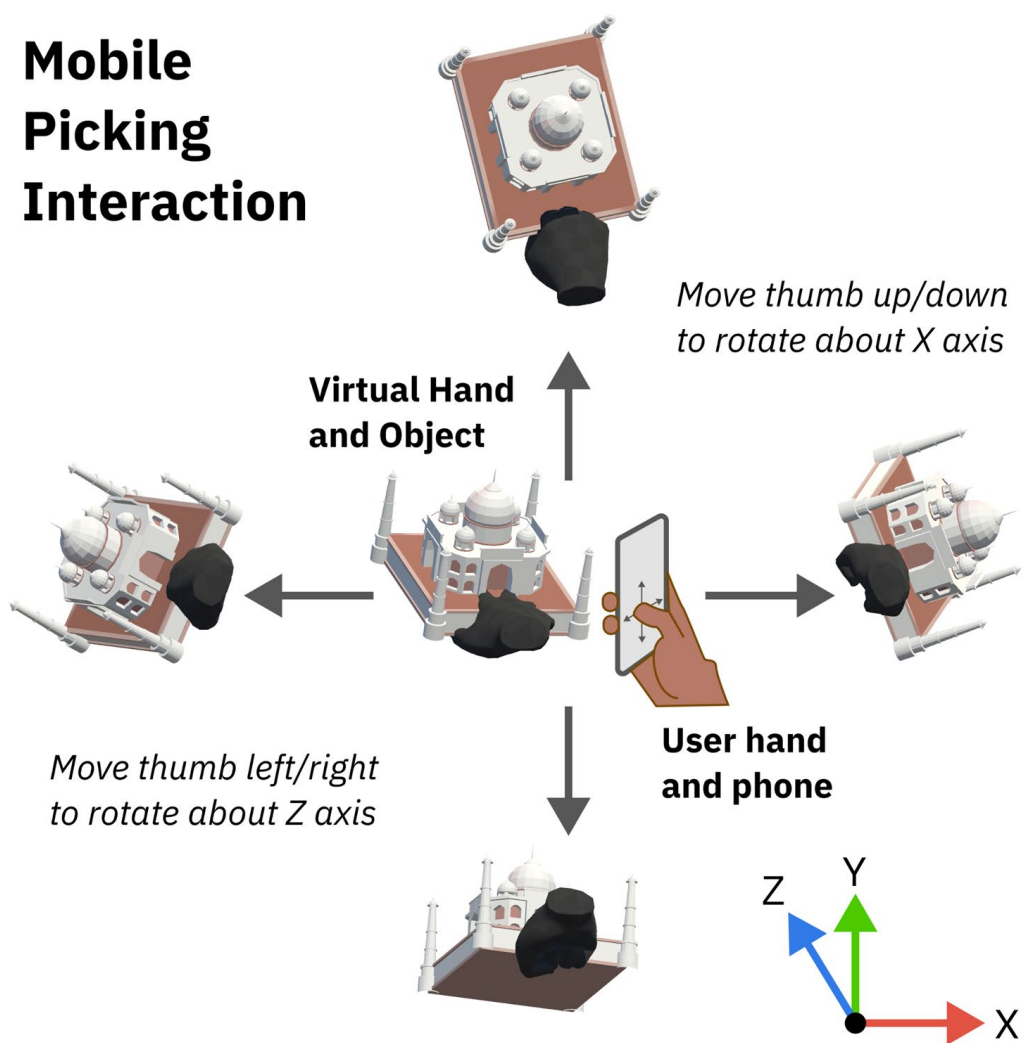 Mobile
Picking
Interaction
Move thumb up/down
to rotate about X axis
Virtual Hand
and Object
User hand
and phone
Move thumb left/right
to rotate about Z axis
Z
Y
X